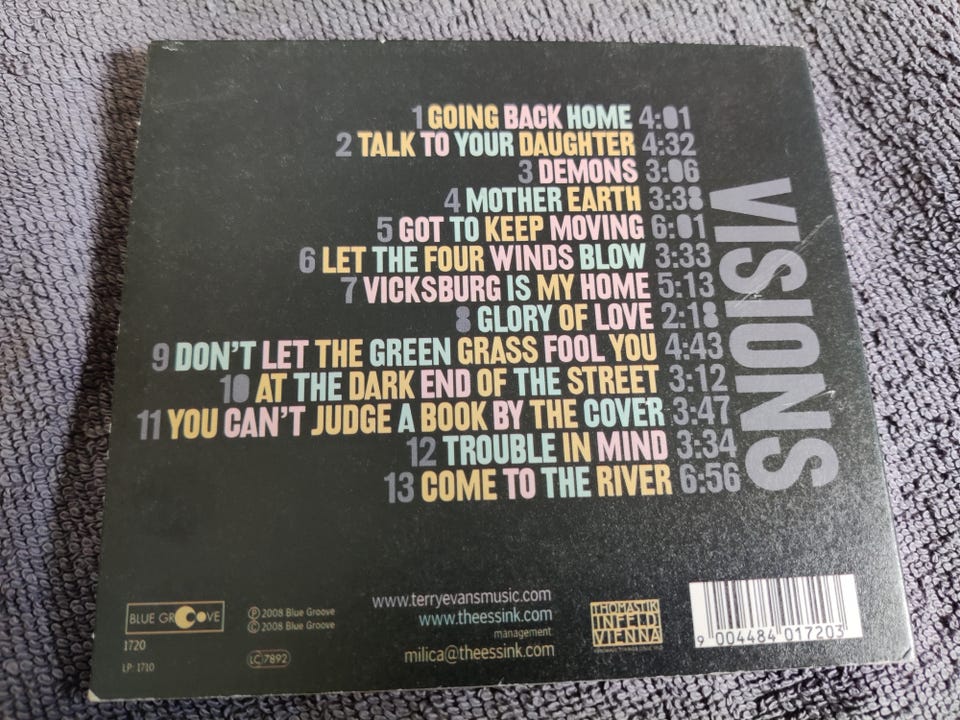 1 GOING BACK HOME 4:01
2 TALK TO YOUR DAUGHTER 4:32
3 DEMONS 3:06
4 MOTHER EARTH 3:38
5 GOT TO KEEP MOVING 6:01
6 LET THE FOUR WINDS BLOW 3:33
7 VICKSBURG IS MY HOME 5:13
8 GLORY OF LOVE 2:18
9 DON'T LET THE GREEN GRASS FOOL YOU 4:43
10 AT THE DARK END OF THE STREET 3:12
11 YOU CAN'T JUDGE A BOOK BY THE COVER 3:47
12 TROUBLE IN MIND 3:34
13 COME TO THE RIVER 6:56
VISIONS
BLUE GROOVE
1720
LP: 1710
℗ 2008 Blue Groove
© 2008 Blue Groove
LC 7892
www.terryevansmusic.com
www.theessink.com
management:
milica@theessink.com
THOMASTIK
INFELD
VIENNA
9 004484 017203